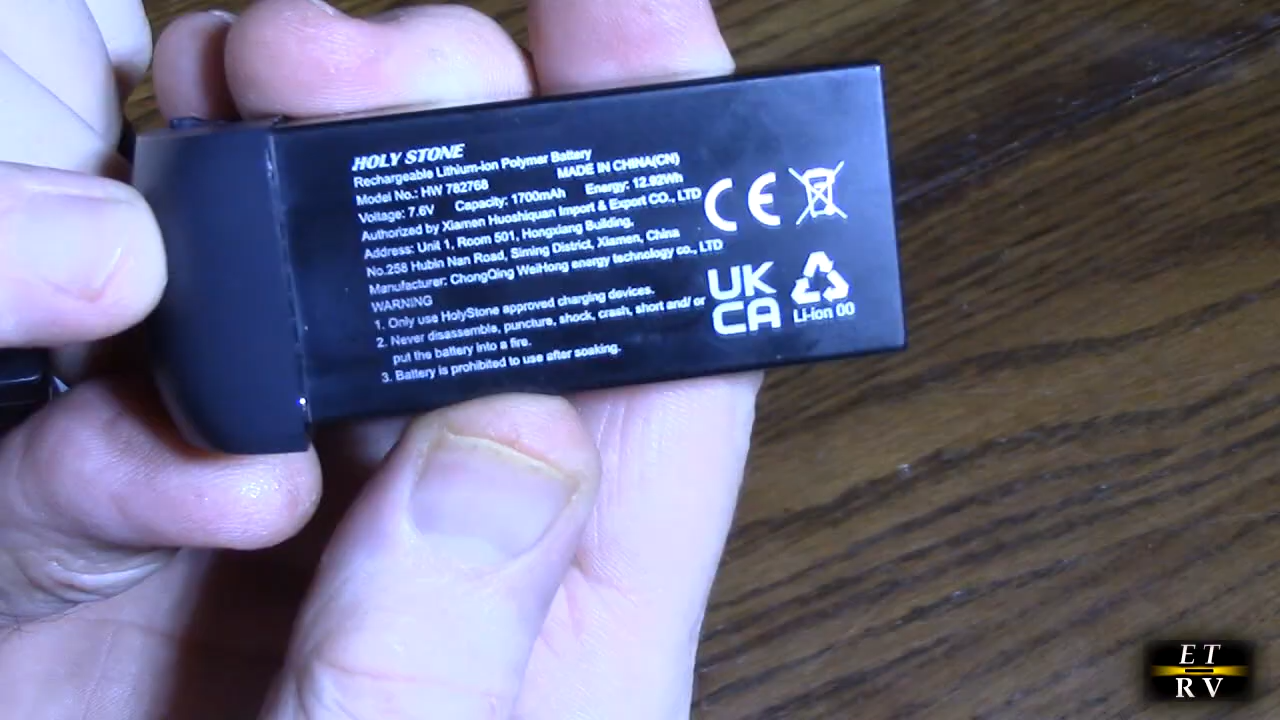 HOLY STONE
Rechargeable Lithium-ion Polymer Battery
Model No.: HW 782768 MADE IN CHINA(CN)
Voltage: 7.6V Capacity: 1700mAh Energy: 12.92Wh
Authorized by Xiamen Huoshiquan Import & Export CO., LTD
Address: Unit 1, Room 501, Hongxiang Building,
No.258 Hubin Nan Road, Siming District, Xiamen, China
Manufacturer: ChongQing WeiHong energy technology co., LTD
WARNING
1. Only use HolyStone approved charging devices.
2. Never disassemble, puncture, shock, crash, short and/ or
put the battery into a fire.
3. Battery is prohibited to use after soaking.
CE
UK
CA
Li-ion 00
ET
RV